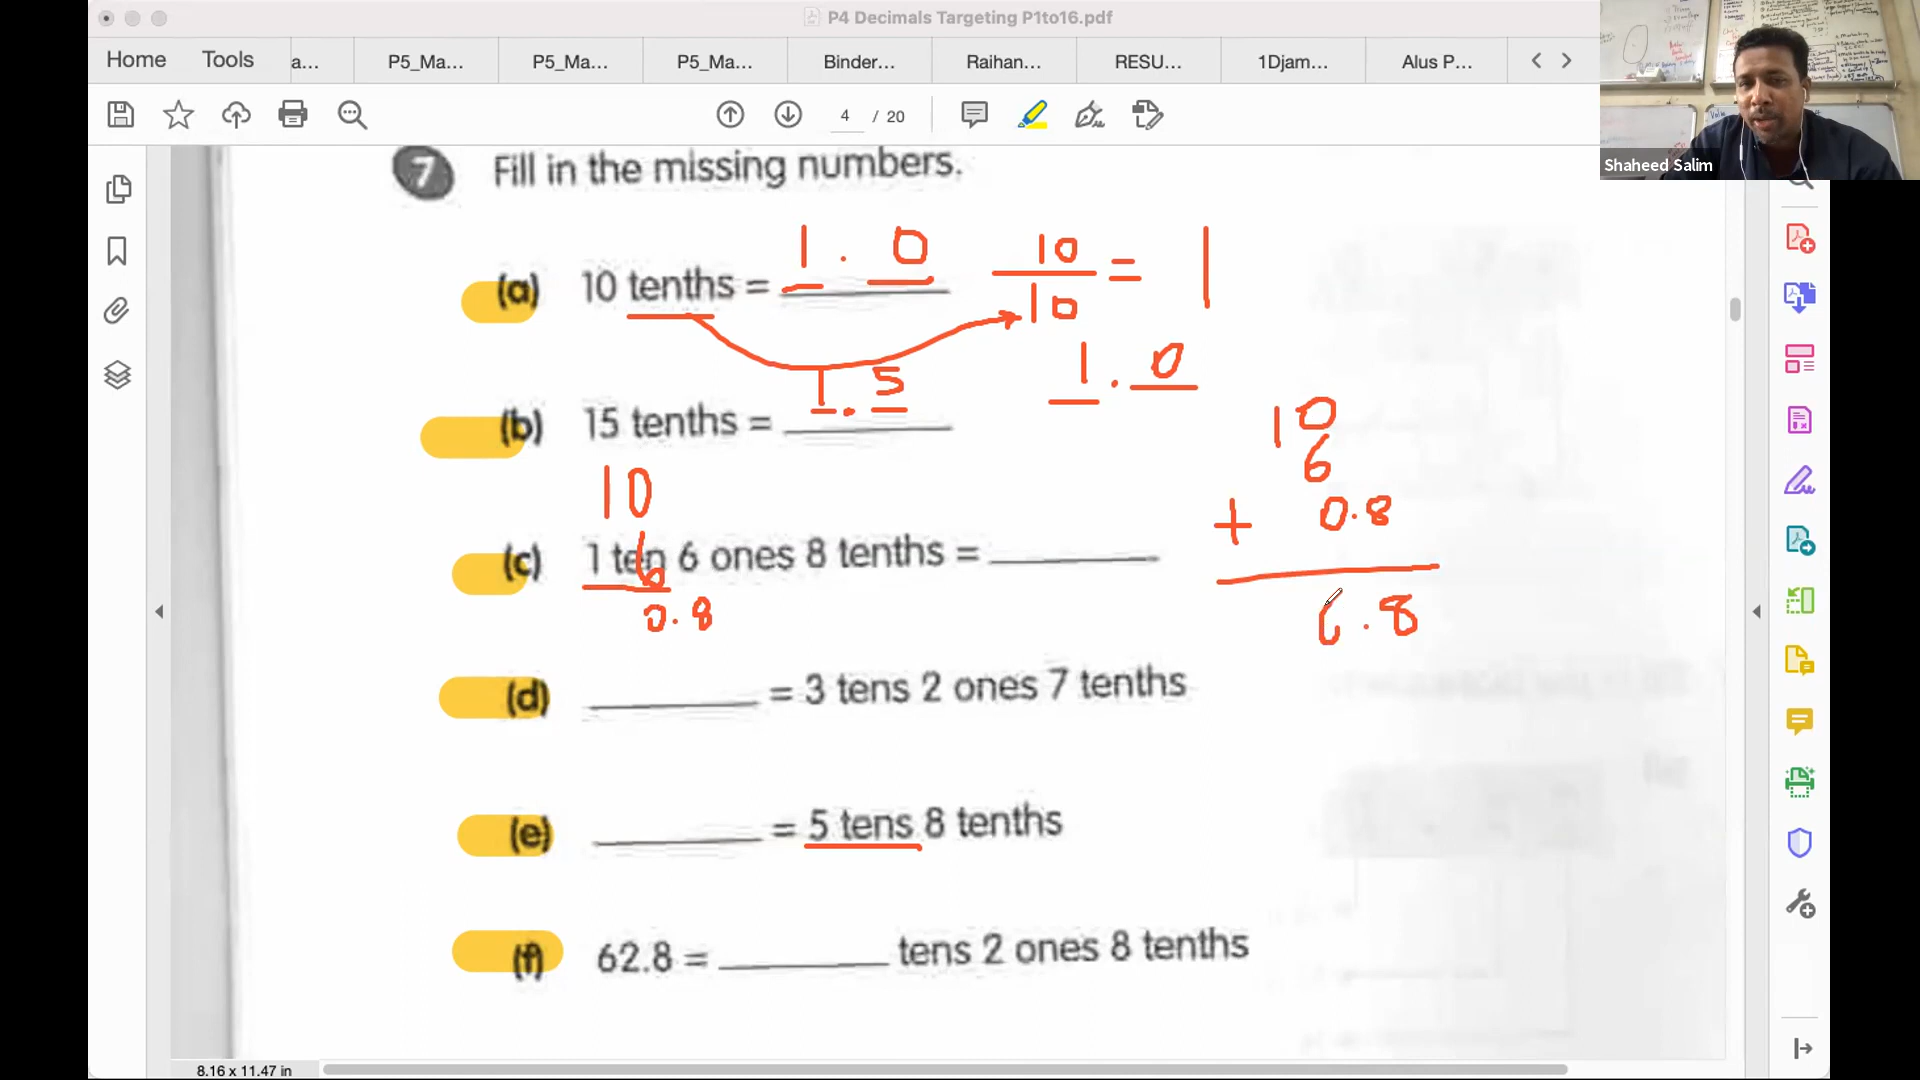 P4 Decimals Targeting P1to16.pdf
Home Tools a... P5_Ma... P5_Ma... P5_Ma... Binder... Raihan... RESU... 1Djam... Alus P...
4 / 20
Shaheed Salim
7 Fill in the missing numbers.
1.0 10/10 = 1
(a) 10 tenths = ______
1.0
1.5
(b) 15 tenths = ______
10
6
+ 0.8
6.8
10
6
0.8
(c) 1 ten 6 ones 8 tenths = ______
(d) ______ = 3 tens 2 ones 7 tenths
(e) ______ = 5 tens 8 tenths
(f) 62.8 = ______ tens 2 ones 8 tenths
8.16 x 11.47 in